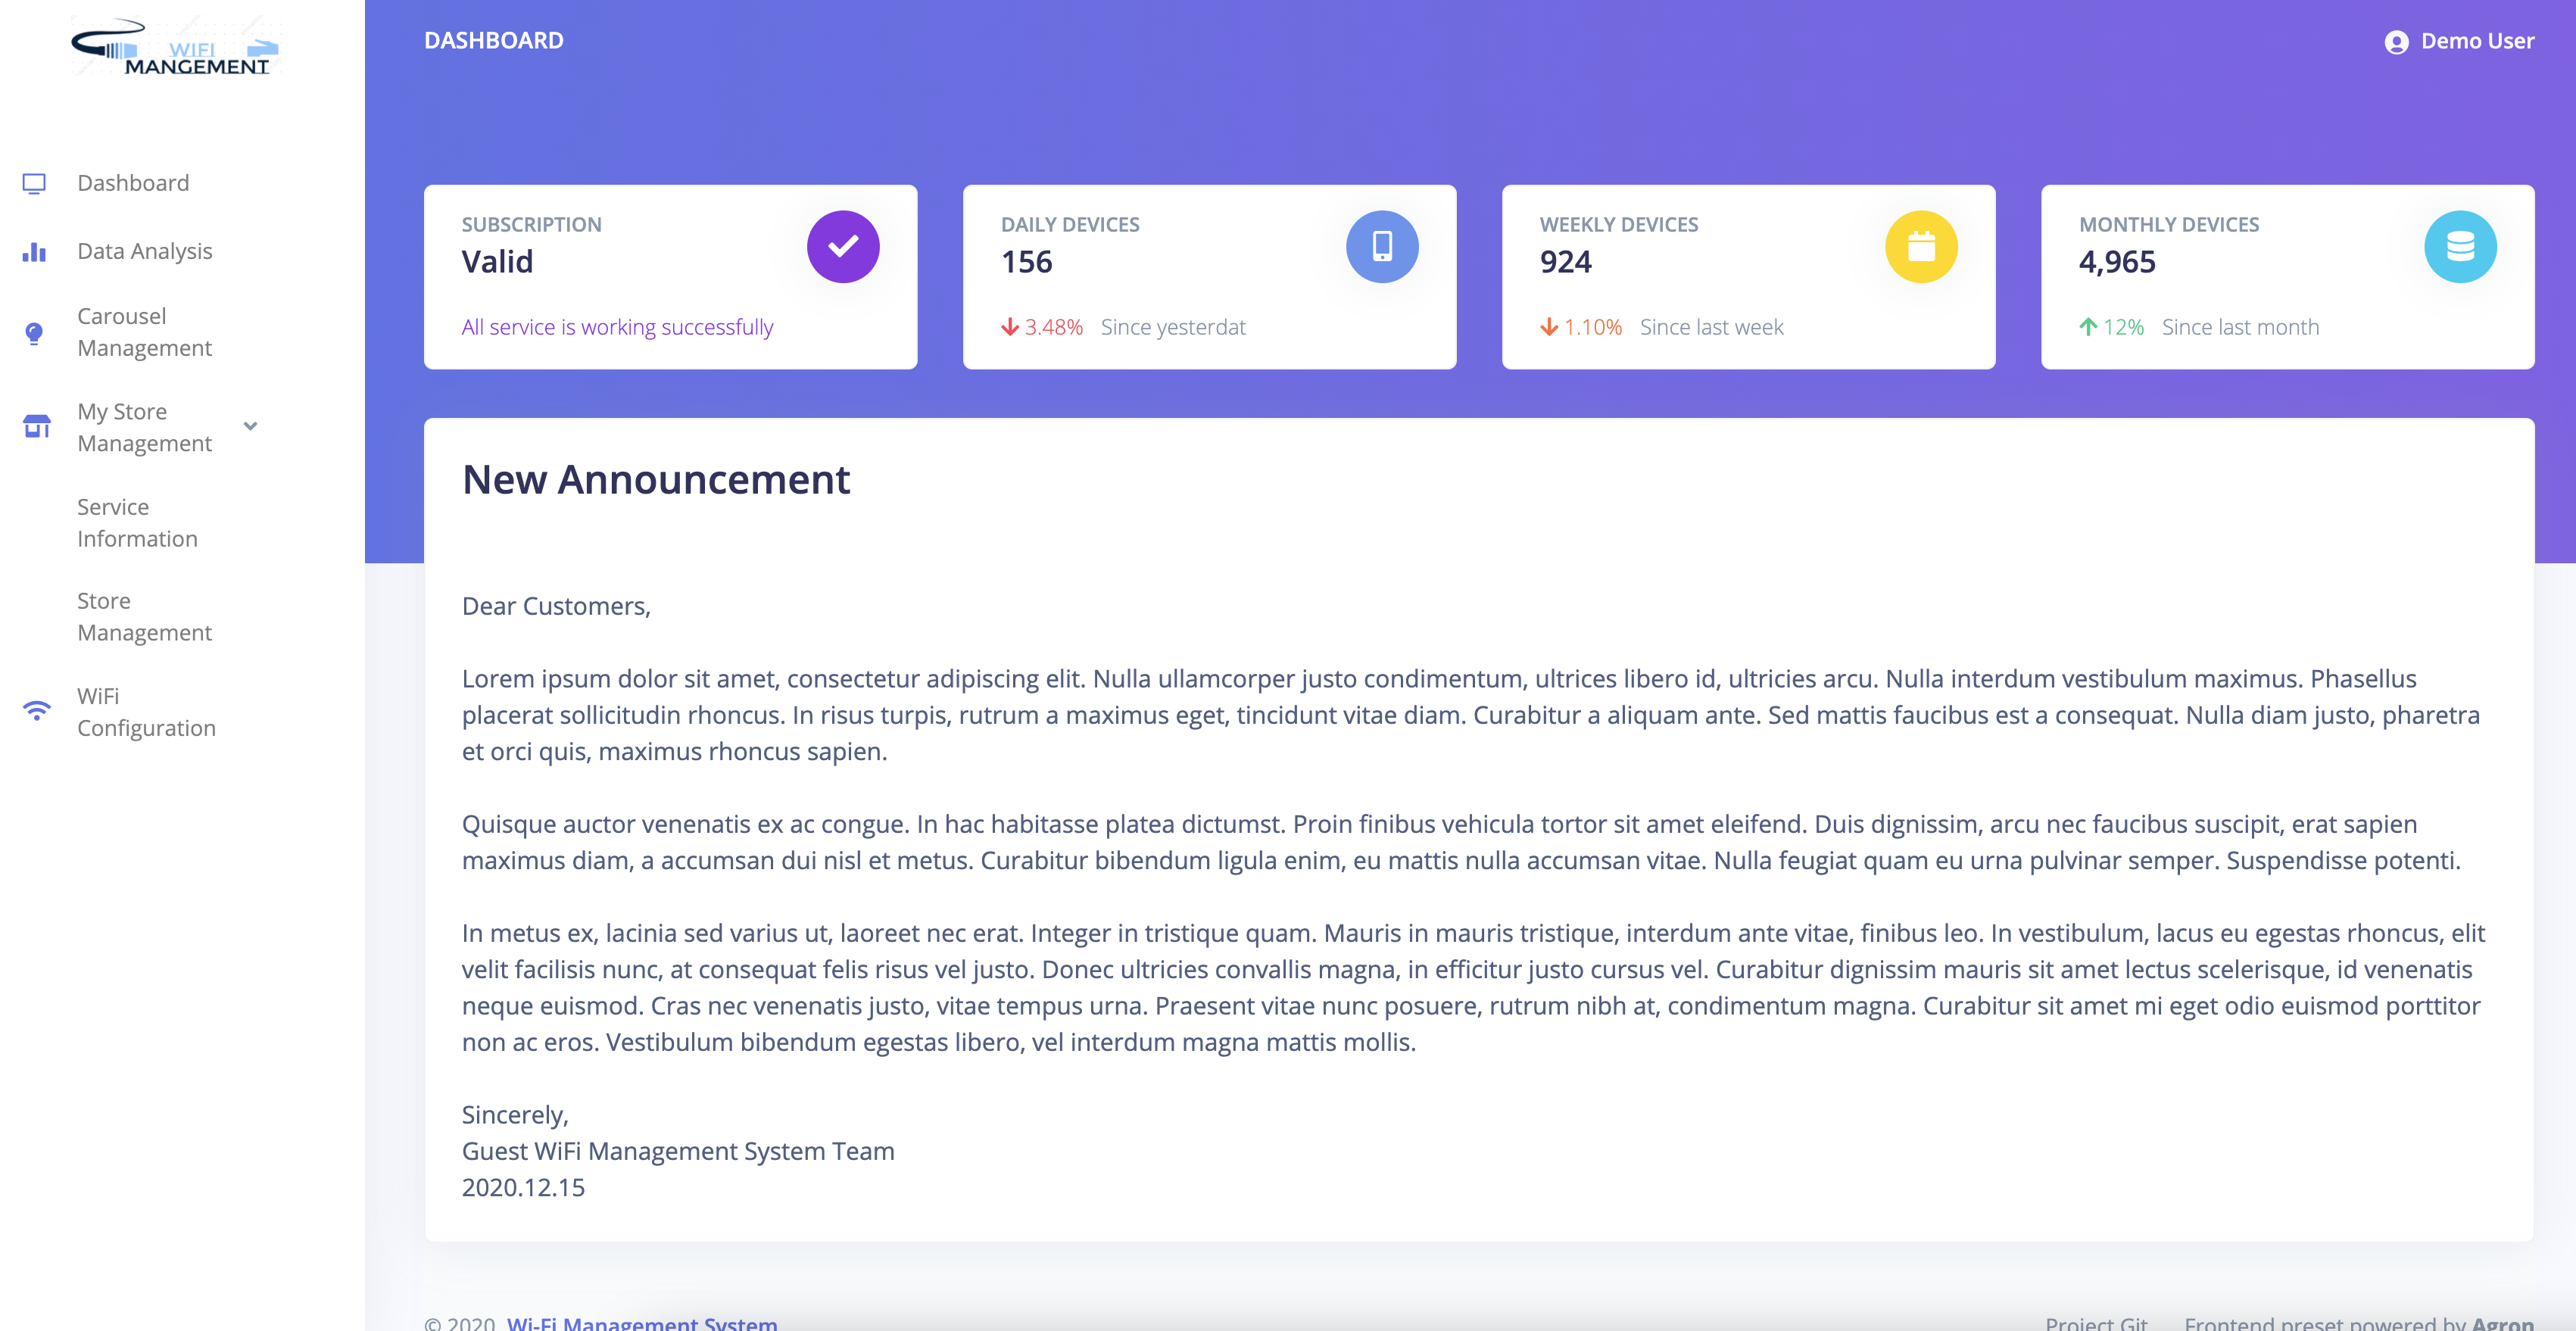 WIFI
MANGEMENT
Dashboard
Data Analysis
Carousel
Management
My Store
Management
Service
Information
Store
Management
WiFi
Configuration
DASHBOARD
Demo User
SUBSCRIPTION
Valid
All service is working successfully
DAILY DEVICES
156
3.48% Since yesterdat
WEEKLY DEVICES
924
1.10% Since last week
MONTHLY DEVICES
4,965
12% Since last month
New Announcement
Dear Customers,
Lorem ipsum dolor sit amet, consectetur adipiscing elit. Nulla ullamcorper justo condimentum, ultrices libero id, ultricies arcu. Nulla interdum vestibulum maximus. Phasellus
placerat sollicitudin rhoncus. In risus turpis, rutrum a maximus eget, tincidunt vitae diam. Curabitur a aliquam ante. Sed mattis faucibus est a consequat. Nulla diam justo, pharetra
et orci quis, maximus rhoncus sapien.
Quisque auctor venenatis ex ac congue. In hac habitasse platea dictumst. Proin finibus vehicula tortor sit amet eleifend. Duis dignissim, arcu nec faucibus suscipit, erat sapien
maximus diam, a accumsan dui nisl et metus. Curabitur bibendum ligula enim, eu mattis nulla accumsan vitae. Nulla feugiat quam eu urna pulvinar semper. Suspendisse potenti.
In metus ex, lacinia sed varius ut, laoreet nec erat. Integer in tristique quam. Mauris in mauris tristique, interdum ante vitae, finibus leo. In vestibulum, lacus eu egestas rhoncus, elit
velit facilisis nunc, at consequat felis risus vel justo. Donec ultricies convallis magna, in efficitur justo cursus vel. Curabitur dignissim mauris sit amet lectus scelerisque, id venenatis
neque euismod. Cras nec venenatis justo, vitae tempus urna. Praesent vitae nunc posuere, rutrum nibh at, condimentum magna. Curabitur sit amet mi eget odio euismod porttitor
non ac eros. Vestibulum bibendum egestas libero, vel interdum magna mattis mollis.
Sincerely,
Guest WiFi Management System Team
2020.12.15
© 2020 Wi-Fi Management System
Project Git Frontend preset powered by Agron